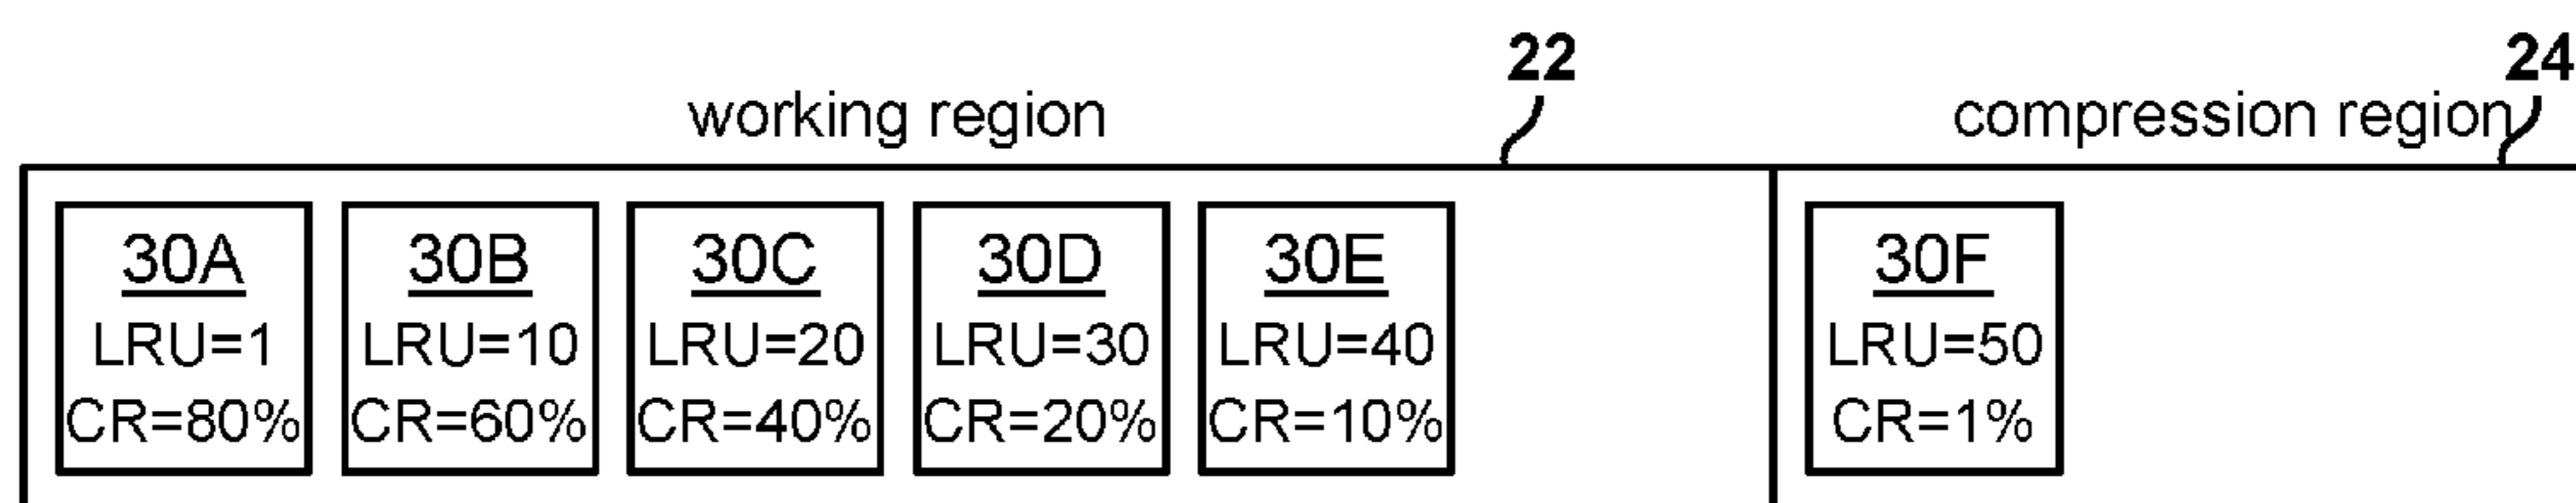 22
24
working region
compression region
30A
LRU=1
CR=80%
30B
LRU=10
CR=60%
30C
LRU=20
CR=40%
30D
LRU=30
CR=20%
30E
LRU=40
CR=10%
30F
LRU=50
CR=1%